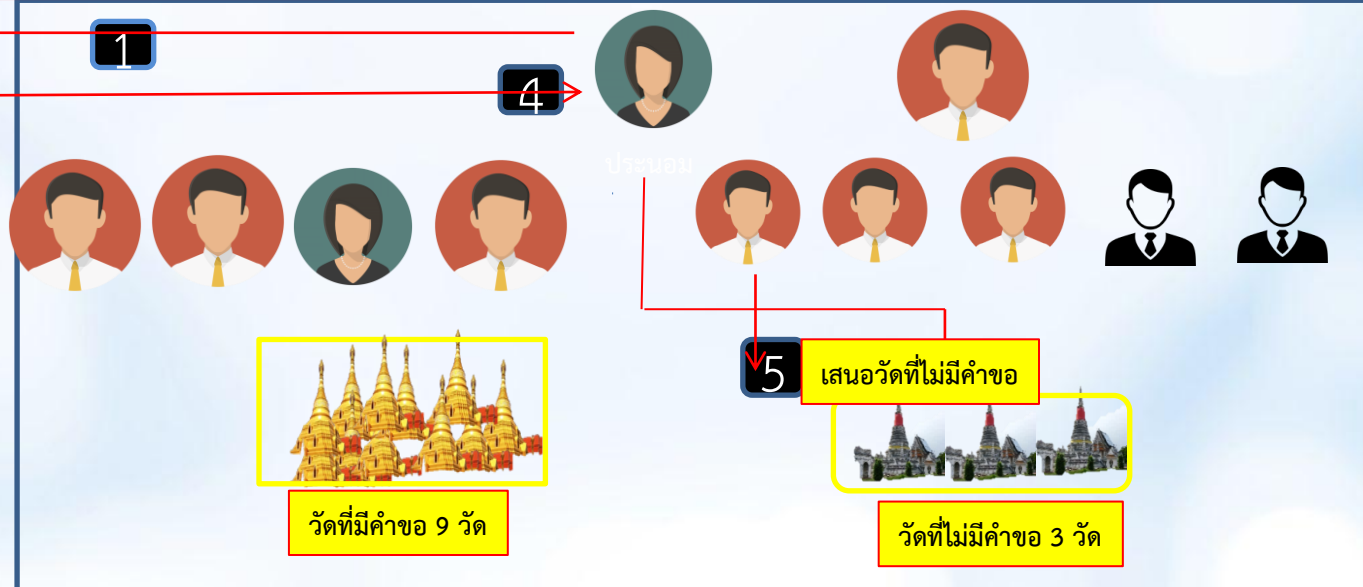 1
4
ประนอม
5
เสนอวัดที่ไม่มีคำขอ
วัดที่มีคำขอ 9 วัด
วัดที่ไม่มีคำขอ 3 วัด